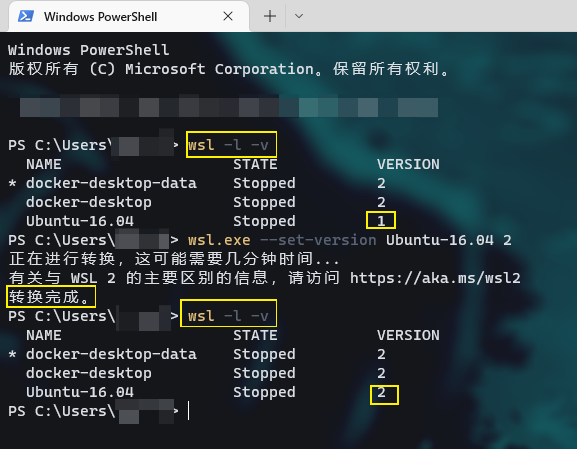 Windows PowerShell
Windows PowerShell
版权所有 (C) Microsoft Corporation。保留所有权利。
PS C:\Users\ > wsl -l -v
NAME STATE VERSION
* docker-desktop-data Stopped 2
docker-desktop Stopped 2
Ubuntu-16.04 Stopped 1
PS C:\Users\ > wsl.exe --set-version Ubuntu-16.04 2
正在进行转换，这可能需要几分钟时间...
有关与 WSL 2 的主要区别的信息，请访问 https://aka.ms/wsl2
转换完成。
PS C:\Users\ > wsl -l -v
NAME STATE VERSION
* docker-desktop-data Stopped 2
docker-desktop Stopped 2
Ubuntu-16.04 Stopped 2
PS C:\Users\ >